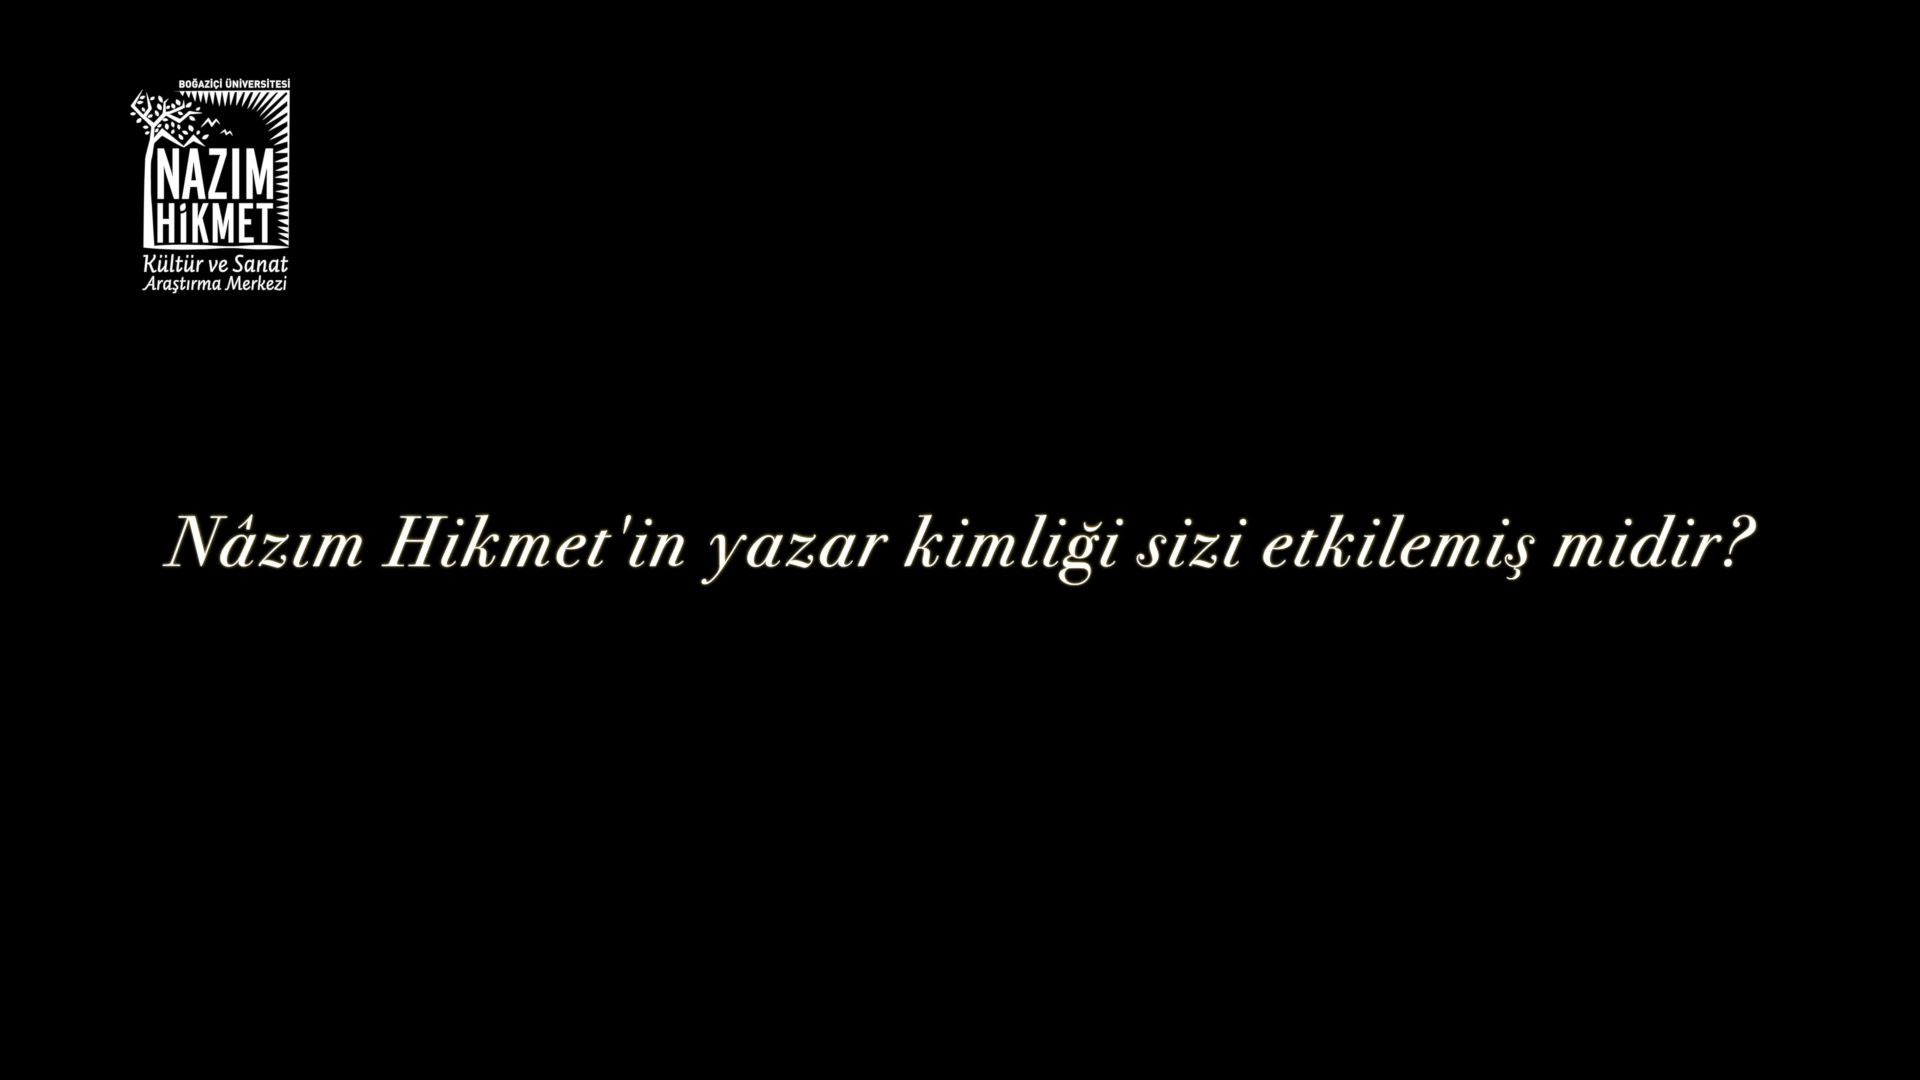 BOĞAZİÇİ ÜNİVERSİTESİ
NÂZIM
HİKMET
Kültür ve Sanat
Araştırma Merkezi
Nâzım Hikmet'in yazar kimliği sizi etkilemiş midir?